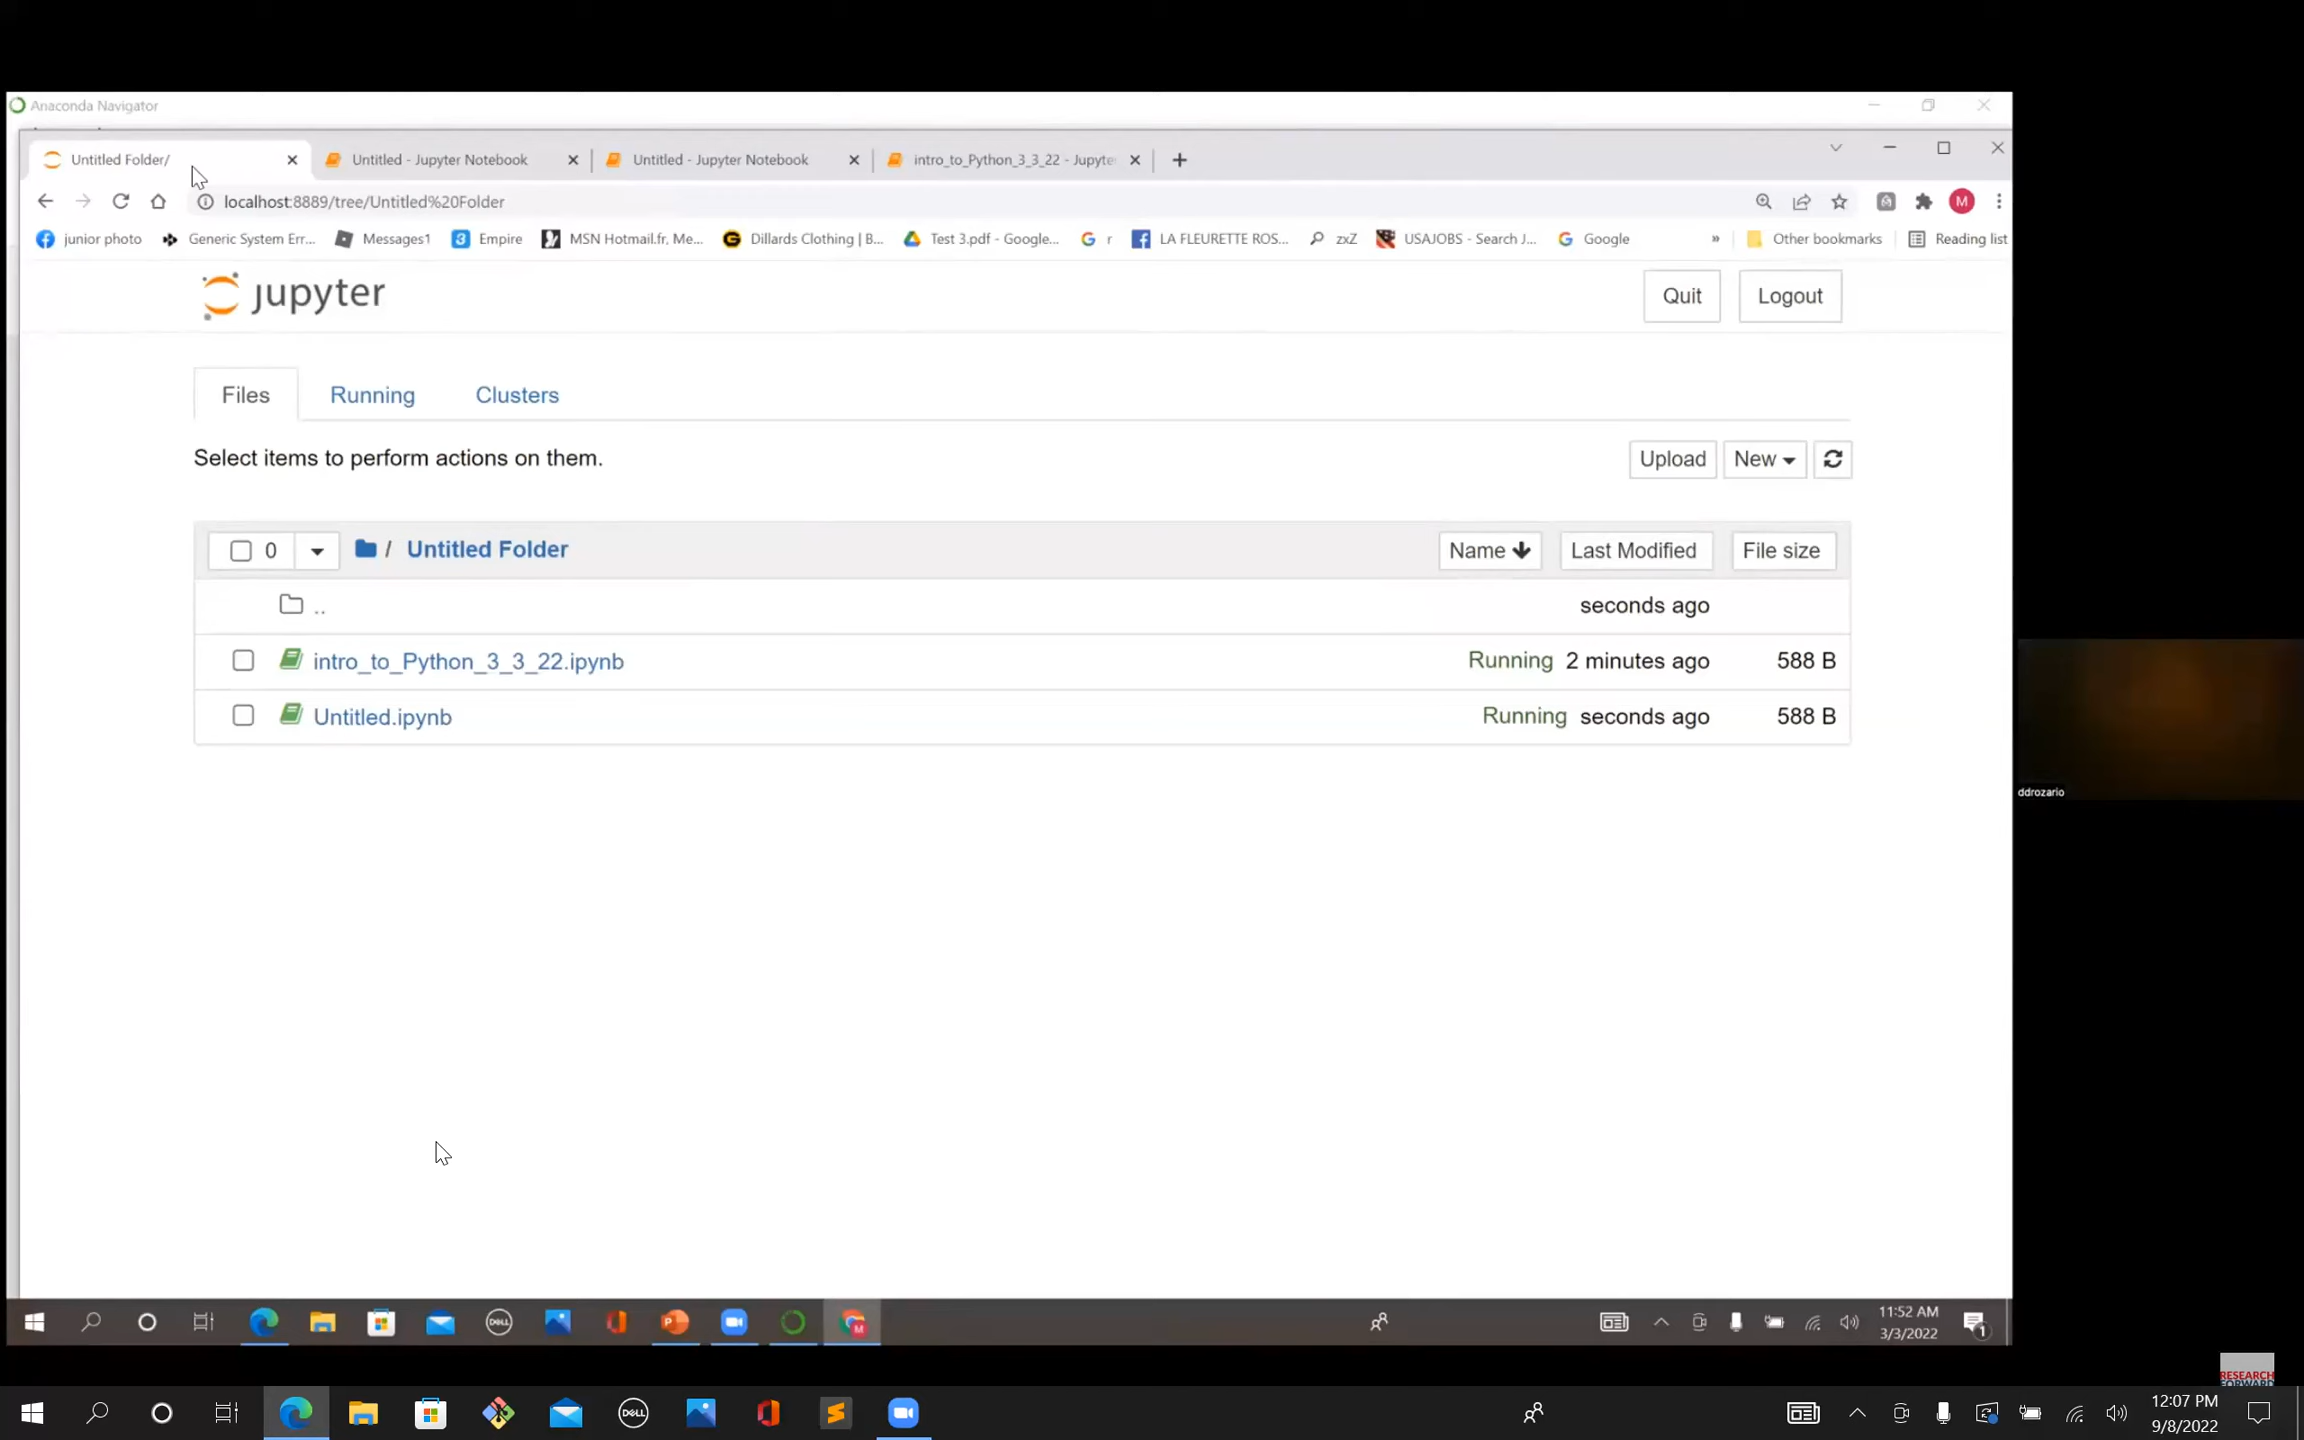 Anaconda Navigator
Untitled Folder/
Untitled - Jupyter Notebook
Untitled - Jupyter Notebook
intro_to_Python_3_3_22 - Jupyte
localhost:8889/tree/Untitled%20Folder
M
junior photo
Generic System Err...
Messages1
Empire
MSN Hotmail.fr, Me...
Dillards Clothing | B...
Test 3.pdf - Google...
r
LA FLEURETTE ROS...
zxZ
USAJOBS - Search J...
Google
»
Other bookmarks
Reading list
jupyter
Quit
Logout
Files
Running
Clusters
Select items to perform actions on them.
Upload
New
0
/ Untitled Folder
Name
Last Modified
File size
..
seconds ago
intro_to_Python_3_3_22.ipynb
Running 2 minutes ago
588 B
Untitled.ipynb
Running seconds ago
588 B
ddrozario
DELL
11:52 AM
3/3/2022
1
RESEARCH
FORWARD
DELL
12:07 PM
9/8/2022